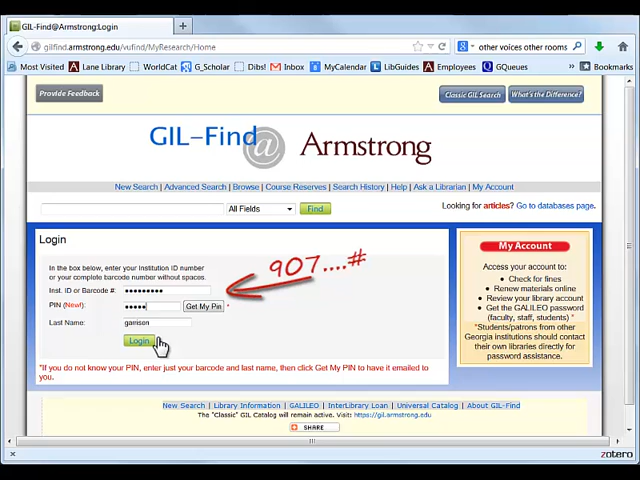 GIL-Find@Armstrong:Login
gilfind.armstrong.edu/vufind/MyResearch/Home
other voices other rooms
Most Visited Lane Library WorldCat G_Scholar Dibs! Inbox MyCalendar LibGuides Employees GQueues » Bookmarks
Provide Feedback
Classic GIL Search What's the Difference?
GIL-Find @ Armstrong
New Search | Advanced Search | Browse | Course Reserves | Search History | Help | Ask a Librarian | My Account
All Fields Find Looking for articles? Go to databases page.
Login
In the box below, enter your Institution ID number
or your complete barcode number without spaces.
Inst. ID or Barcode #: •••••••••
907....#
PIN (New!): ••••• Get My Pin
Last Name: garrison
Login
*If you do not know your PIN, enter just your barcode and last name, then click Get My PIN to have it emailed to
you.
My Account
Access your account to:
• Check for fines
• Renew materials online
• Review your library account
• Get the GALILEO password
(faculty, staff, students) *
*Students/patrons from other
Georgia institutions should
contact their own libraries directly for
password assistance.
New Search | Library Information | GALILEO | InterLibrary Loan | Universal Catalog | About GIL-Find
The "Classic" GIL Catalog will remain active. Visit: https://gil.armstrong.edu
SHARE
zotero